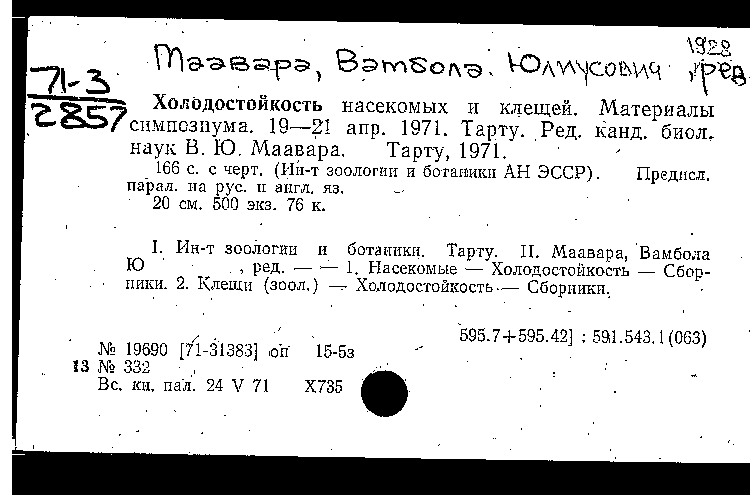 1928
Маавара, Вамбола Юлиусович, ред.
71-3
2857
Холодостойкость насекомых и клещей. Материалы
симпозиума. 19—21 апр. 1971. Тарту. Ред. канд. биол.
наук В. Ю. Маавара. Тарту, 1971.
166 с. с черт. (Ин-т зоологии и ботаники АН ЭССР). Предисл.
парал. на рус. и англ. яз.
20 см. 500 экз. 76 к.
I. Ин-т зоологии и ботаники. Тарту. II. Маавара, Вамбола
Ю , ред. — — 1. Насекомые — Холодостойкость — Сбор-
ники. 2. Клещи (зоол.) — Холодостойкость — Сборники.
595.7+595.42] : 591.543.1(063)
№ 19690 [71-31383] оп 15-5з
13 № 332
Вс. кн. пал. 24 V 71 Х735